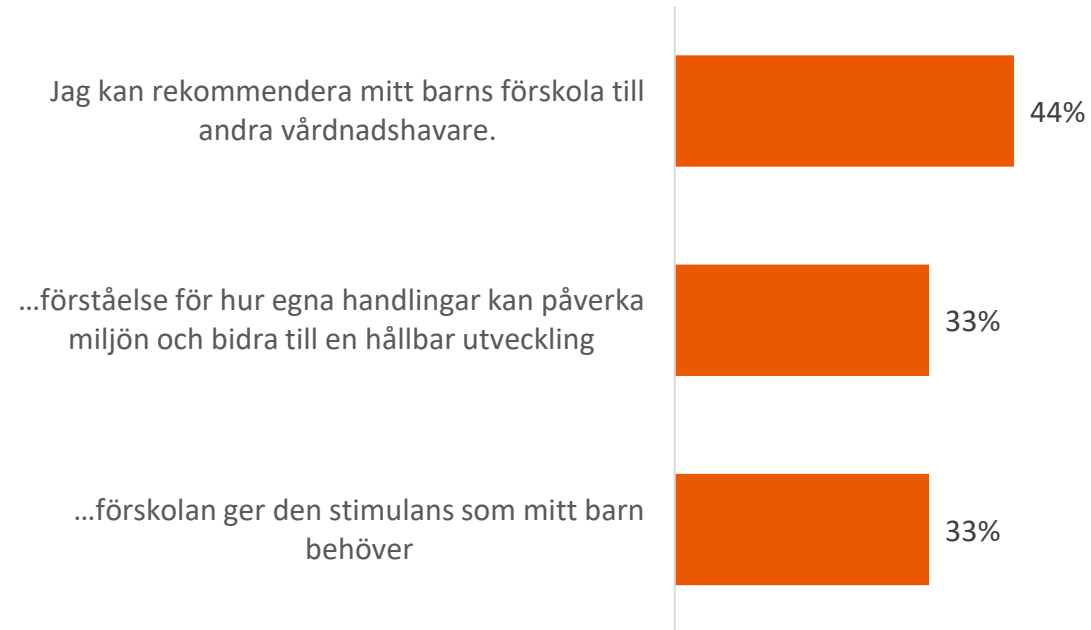 Jag kan rekommendera mitt barns förskola till
andra vårdnadshavare.
44%
…förståelse för hur egna handlingar kan påverka
miljön och bidra till en hållbar utveckling
33%
…förskolan ger den stimulans som mitt barn
behöver
33%